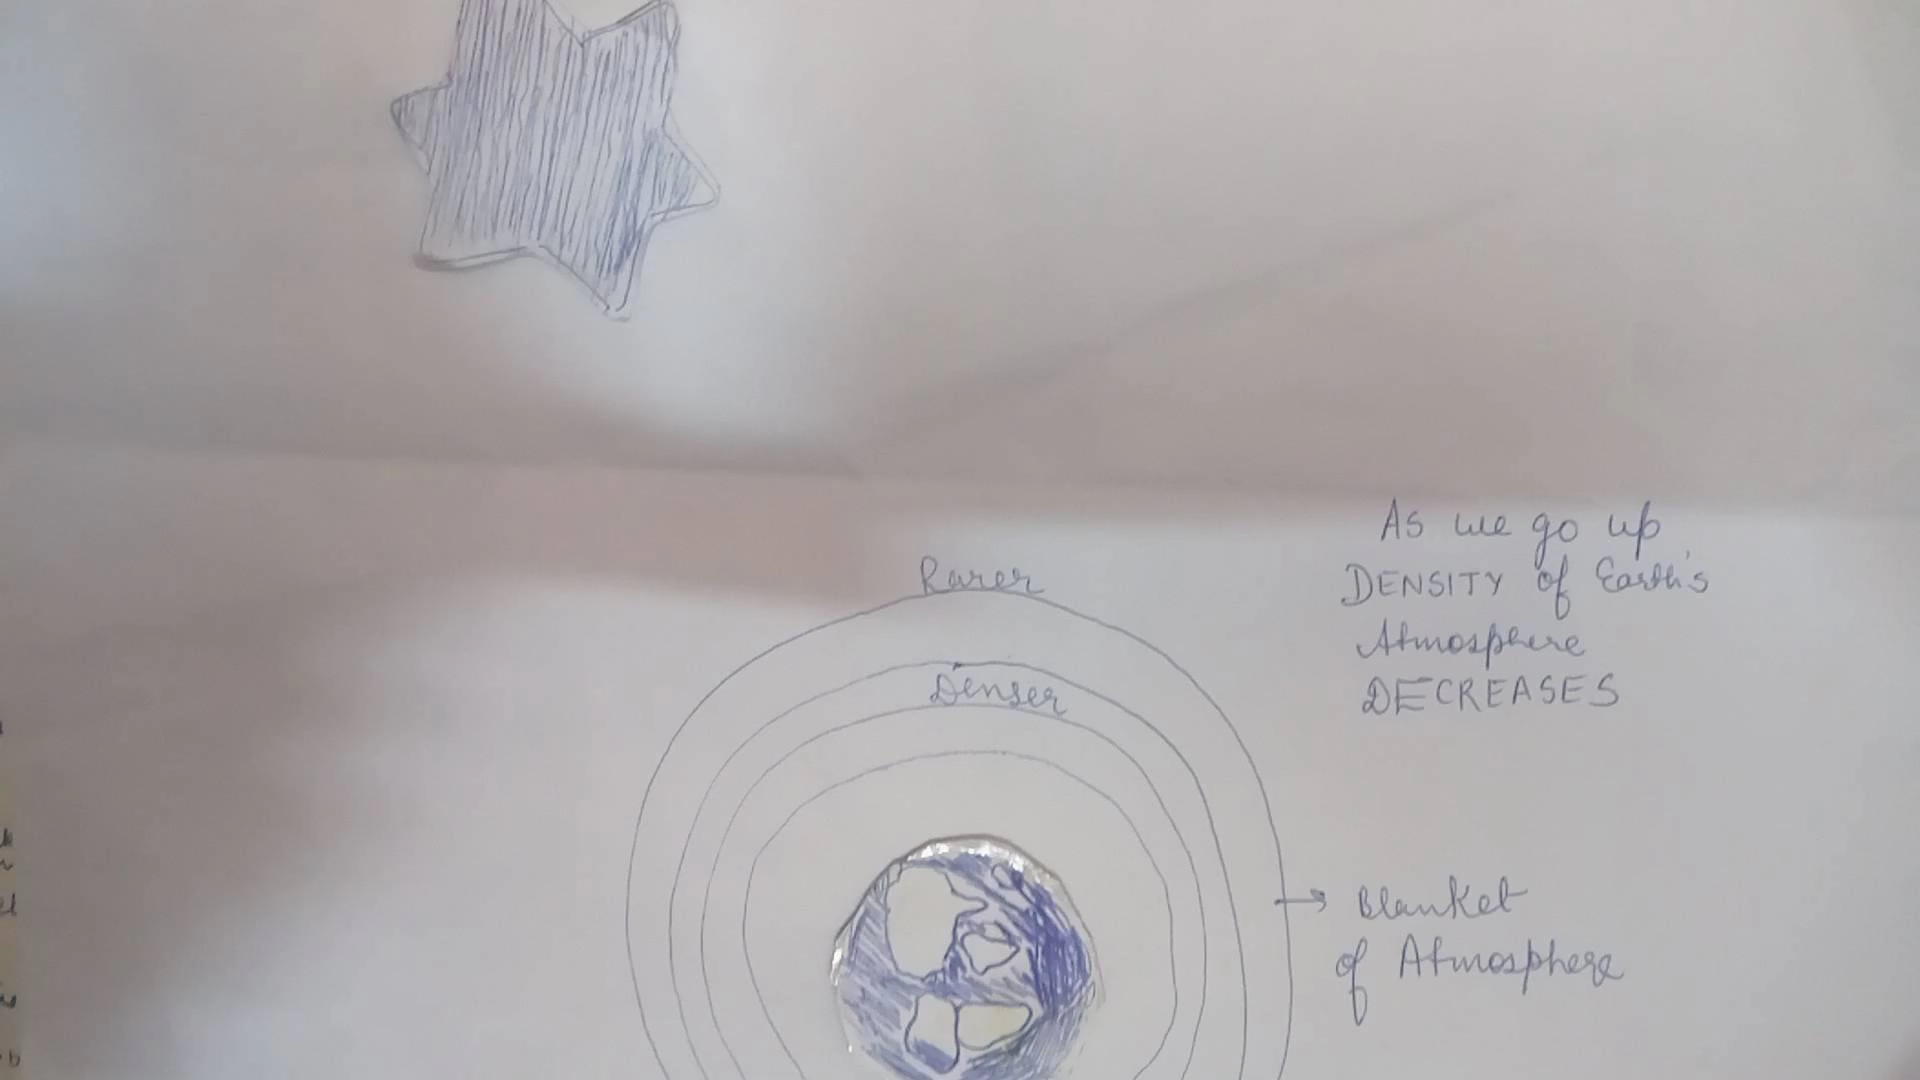 Rarer
Denser
As we go up
DENSITY of Earth's
Atmosphere
DECREASES
Blanket
of Atmosphere